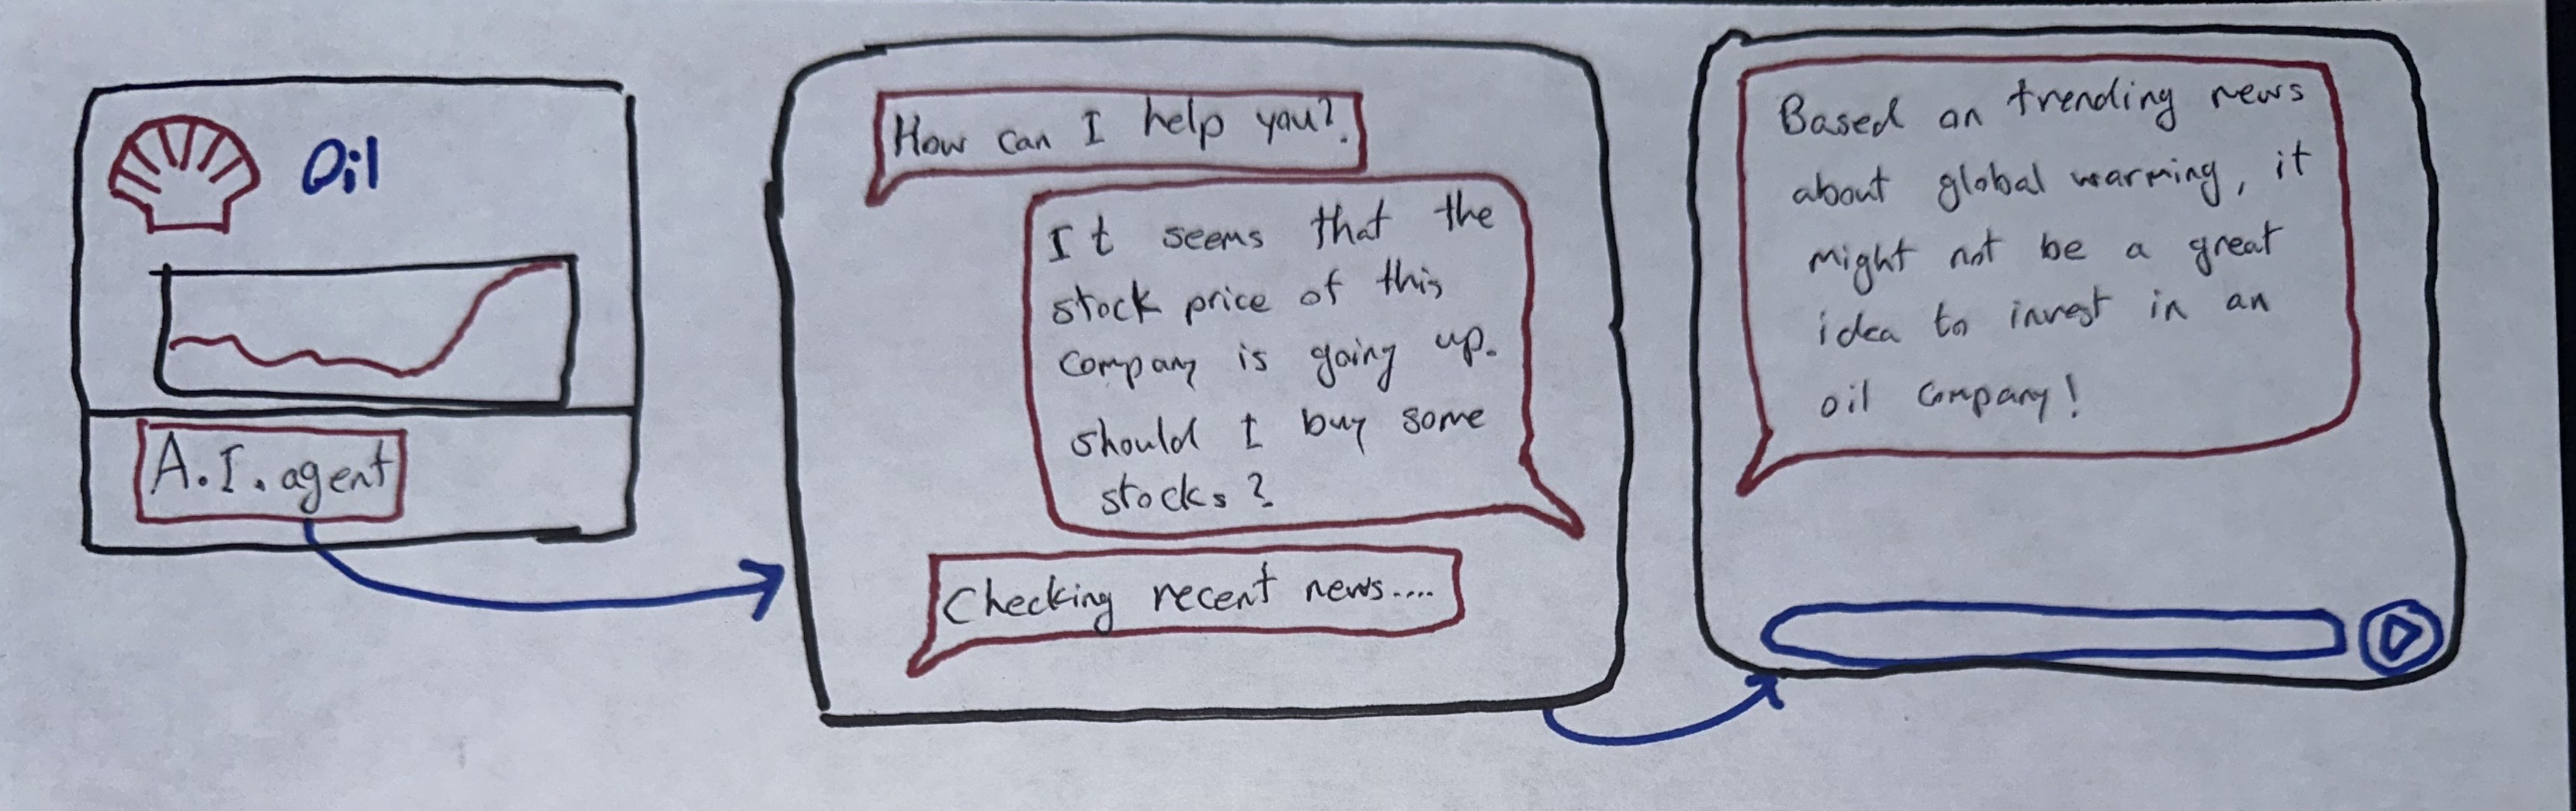 Oil
A.I. agent
How can I help you?
It seems that the
stock price of this
company is going up.
should I buy some
stocks?
Checking recent news....
Based on trending news
about global warming, it
might not be a great
idea to invest in an
oil company!